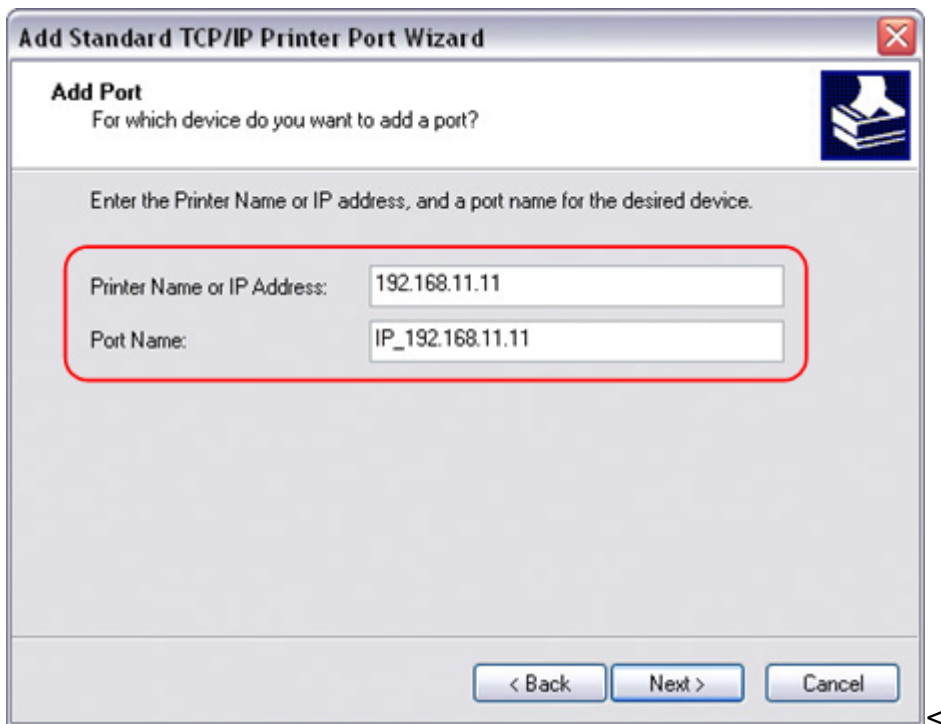 Add Standard TCP/IP Printer Port Wizard
Add Port
For which device do you want to add a port?
Enter the Printer Name or IP address, and a port name for the desired device.
Printer Name or IP Address: 192.168.11.11
Port Name: IP_192.168.11.11
< Back Next > Cancel
<